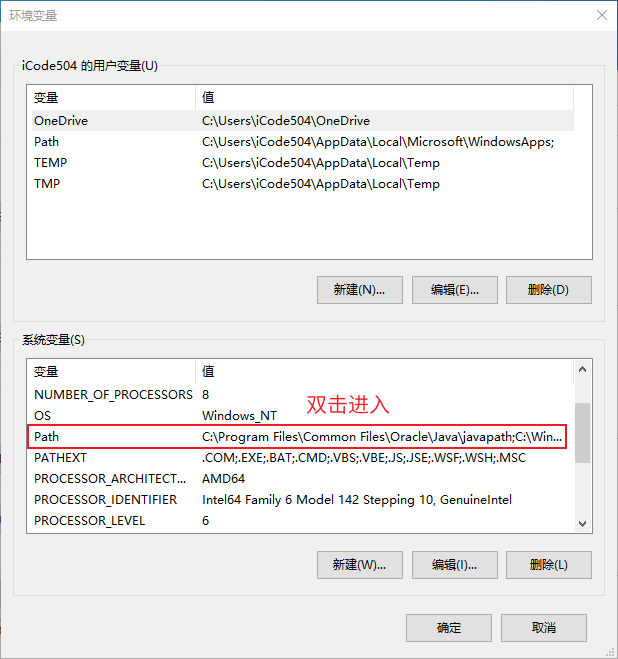 环境变量
iCode504 的用户变量(U)
变量 值
OneDrive C:\Users\iCode504\OneDrive
Path C:\Users\iCode504\AppData\Local\Microsoft\WindowsApps;
TEMP C:\Users\iCode504\AppData\Local\Temp
TMP C:\Users\iCode504\AppData\Local\Temp
新建(N)... 编辑(E)... 删除(D)
系统变量(S)
变量 值
NUMBER_OF_PROCESSORS 8
双击进入
OS Windows_NT
Path C:\Program Files\Common Files\Oracle\Java\javapath;C:\Win...
PATHEXT .COM;.EXE;.BAT;.CMD;.VBS;.VBE;.JS;.JSE;.WSF;.WSH;.MSC
PROCESSOR_ARCHITECT... AMD64
PROCESSOR_IDENTIFIER Intel64 Family 6 Model 142 Stepping 10, GenuineIntel
PROCESSOR_LEVEL 6
新建(W)... 编辑(I)... 删除(L)
确定 取消